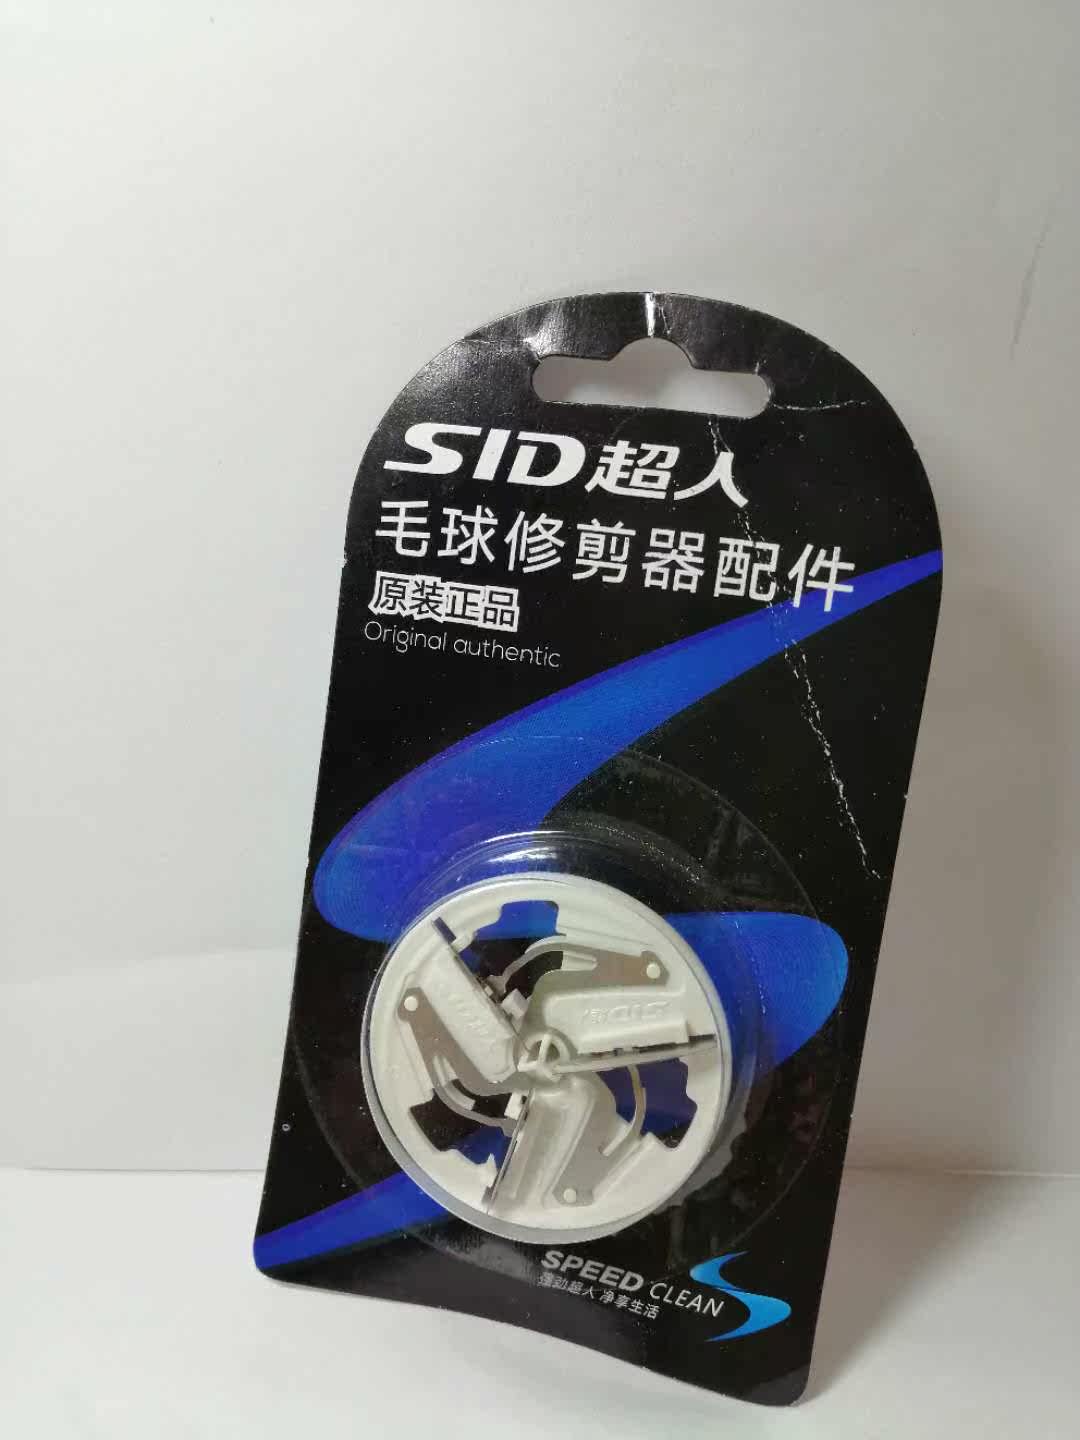 SID超人
毛球修剪器配件
原装正品
Original authentic
SID
SPEED CLEAN
强劲超人 净享生活